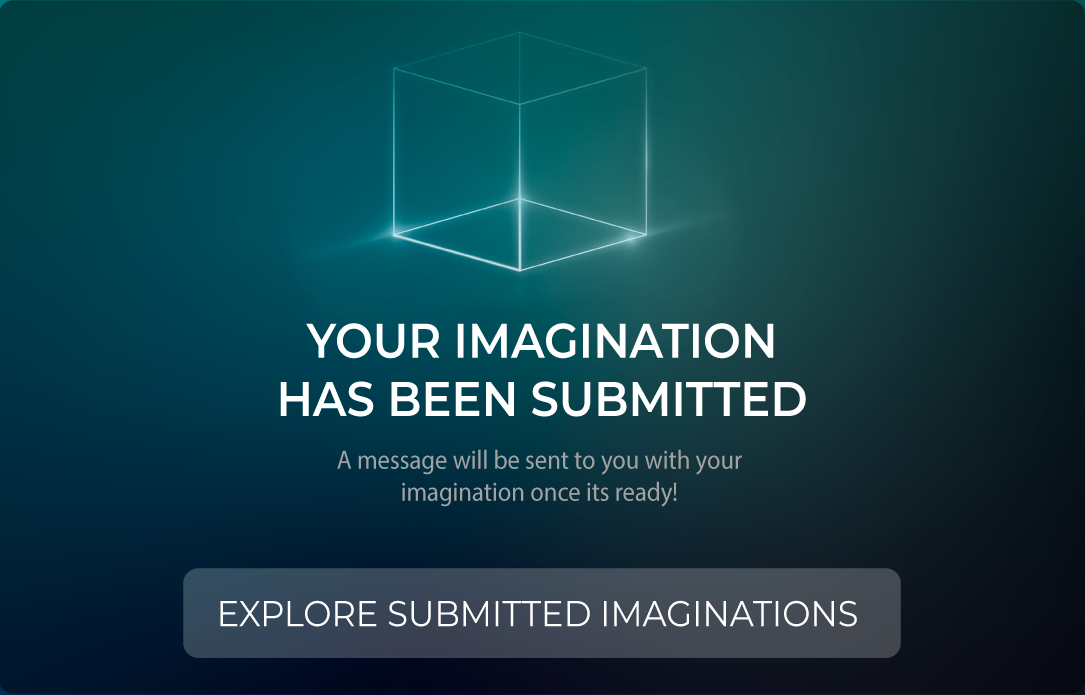 YOUR IMAGINATION
HAS BEEN SUBMITTED
A message will be sent to you with your
imagination once its ready!
EXPLORE SUBMITTED IMAGINATIONS